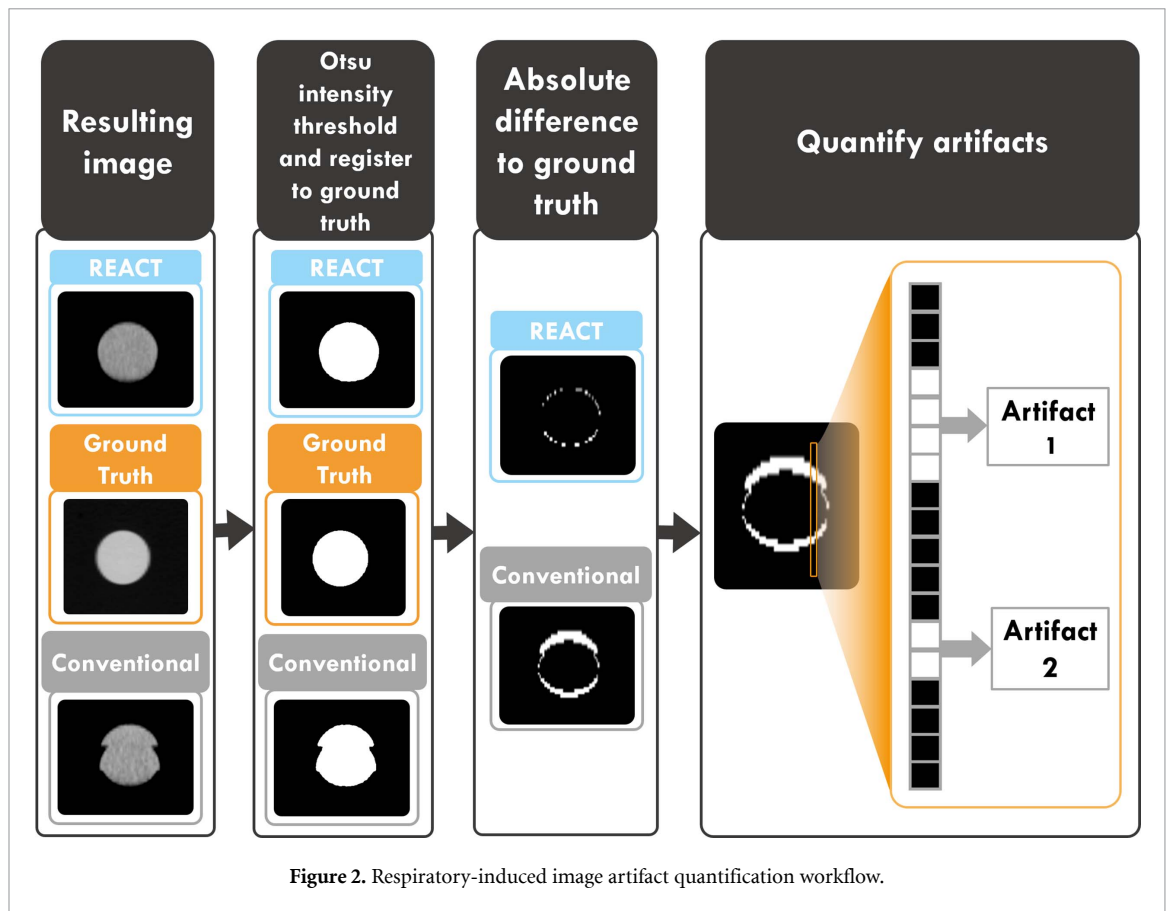 Resulting
image
Otsu
intensity
threshold
and register
to ground
truth
Absolute
difference
to ground
truth
Quantify artifacts
REACT
Ground
Truth
Conventional
REACT
Ground
Truth
Conventional
REACT
Conventional
Artifact
1
Artifact
2
Figure 2. Respiratory-induced image artifact quantification workflow.